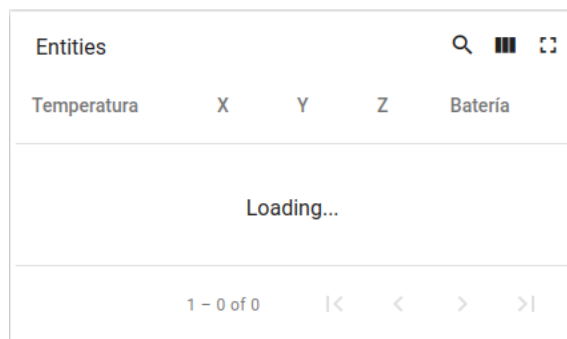 Entities
Temperatura X Y Z Batería
Loading...
1 – 0 of 0